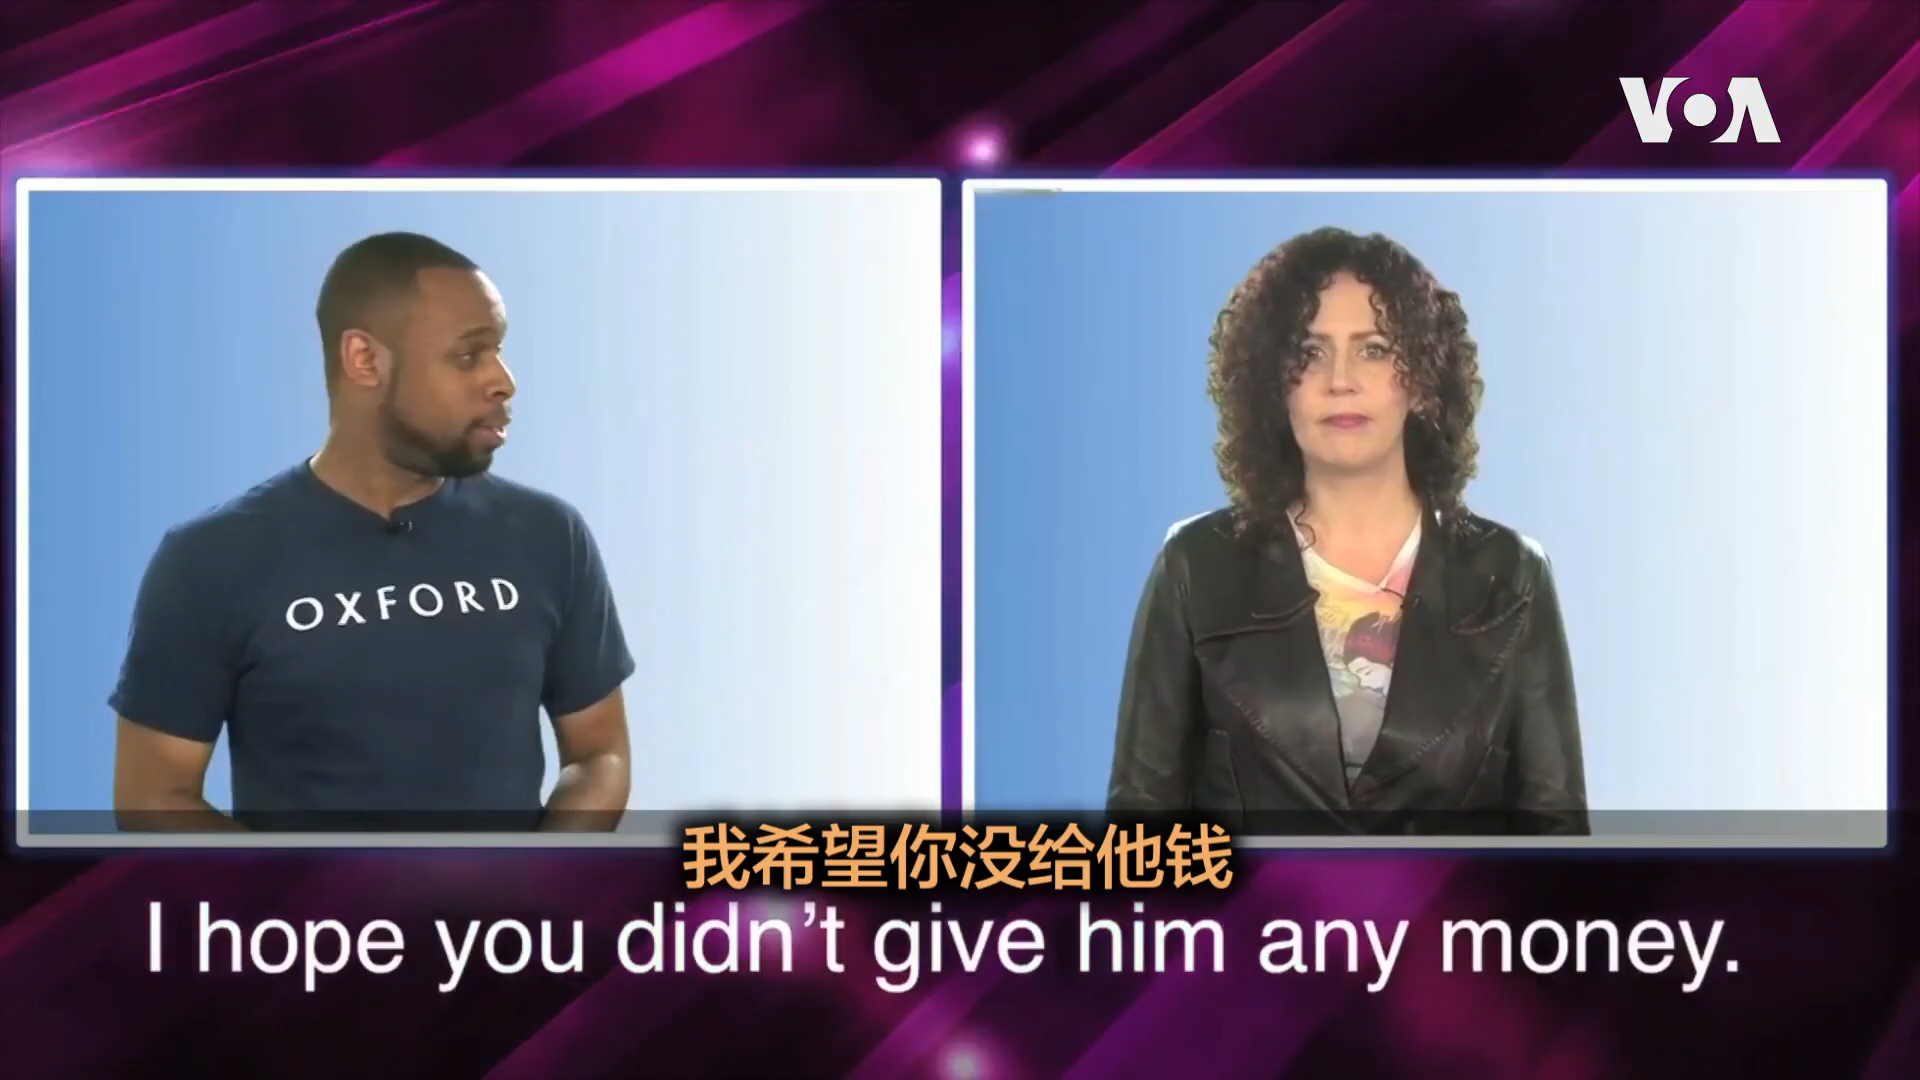 VOA
OXFORD
我希望你没给他钱
I hope you didn’t give him any money.